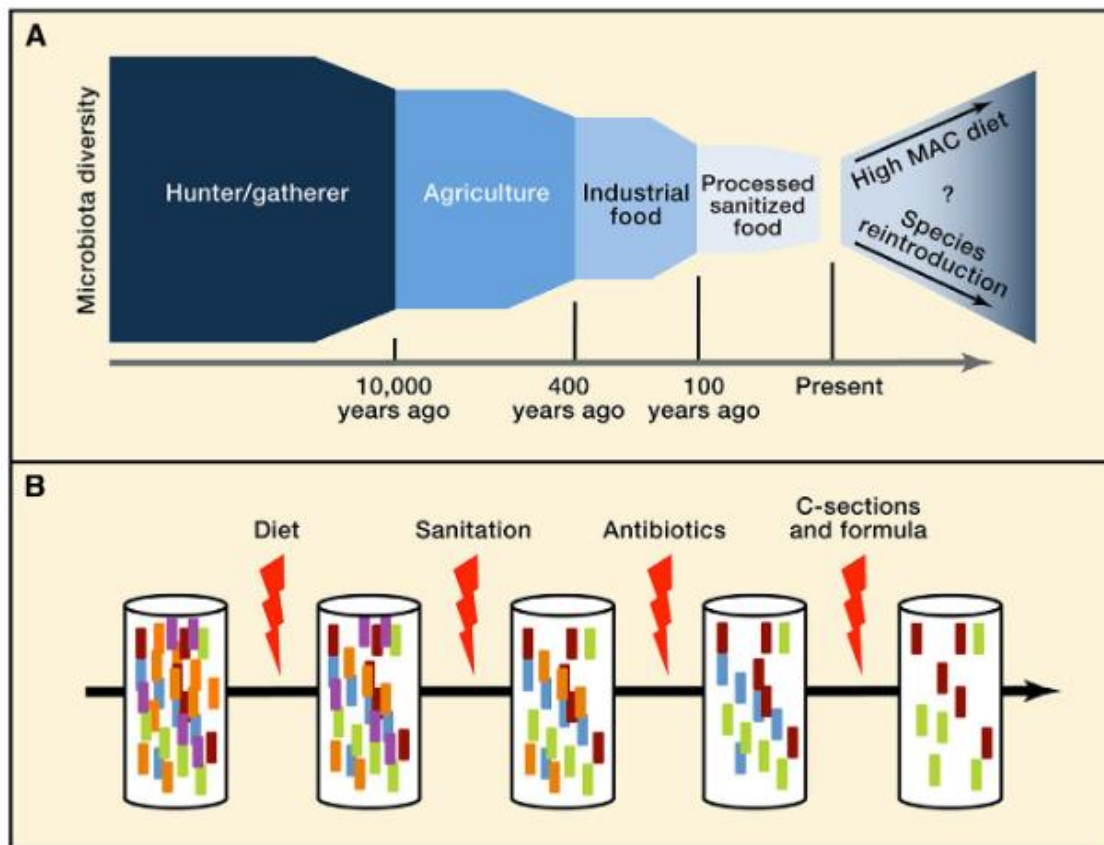 A
Microbiota diversity
Hunter/gatherer
Agriculture
Industrial
food
Processed
sanitized
food
High MAC diet
?
Species
reintroduction
10,000
years ago
400
years ago
100
years ago
Present
B
Diet
Sanitation
Antibiotics
C-sections
and formula